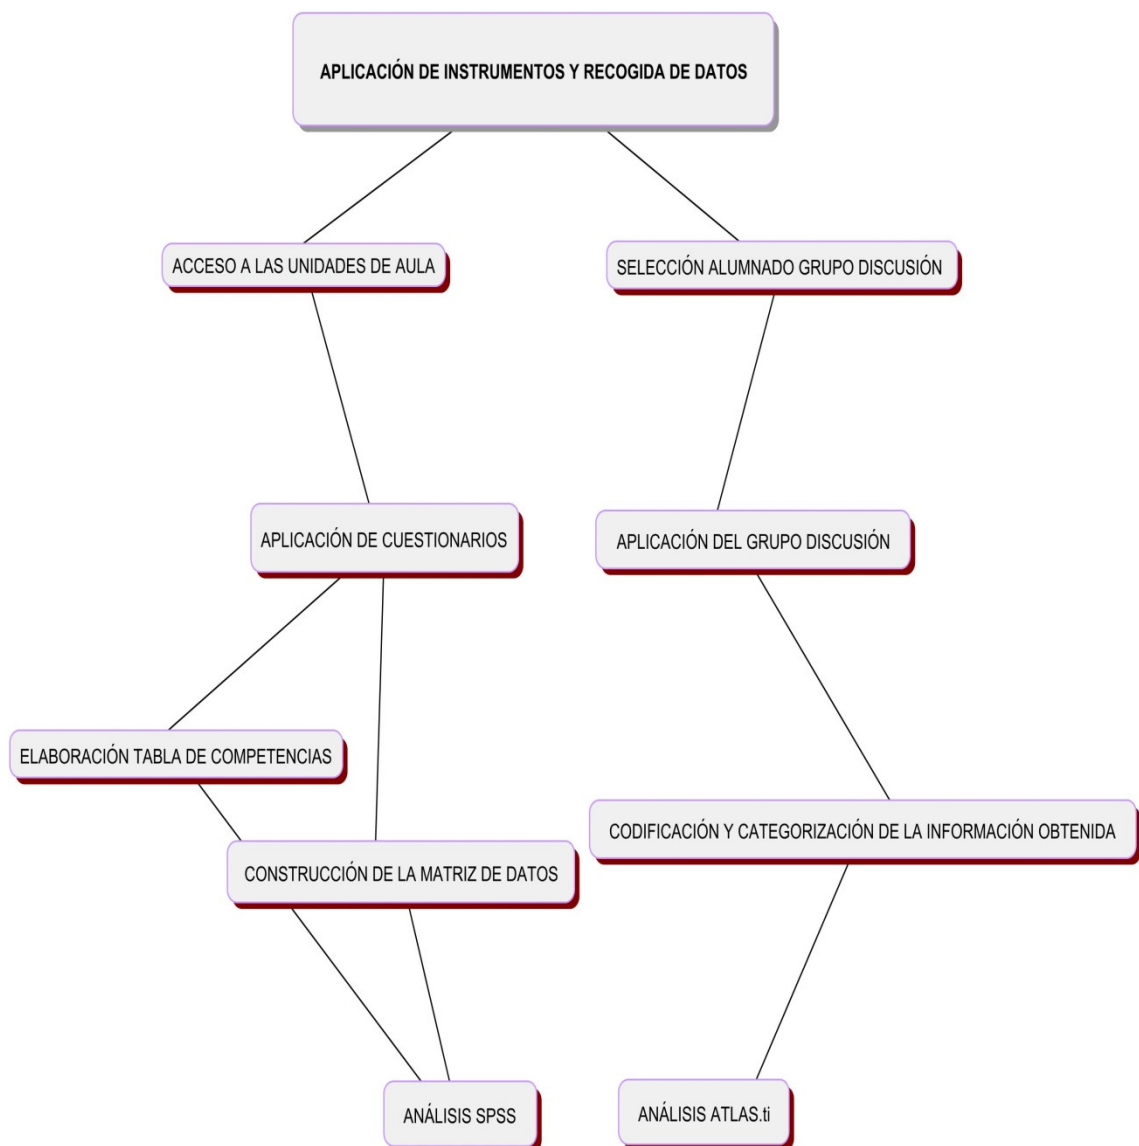 APLICACIÓN DE INSTRUMENTOS Y RECOGIDA DE DATOS
ACCESO A LAS UNIDADES DE AULA
SELECCIÓN ALUMNADO GRUPO DISCUSIÓN
APLICACIÓN DE CUESTIONARIOS
APLICACIÓN DEL GRUPO DISCUSIÓN
ELABORACIÓN TABLA DE COMPETENCIAS
CODIFICACIÓN Y CATEGORIZACIÓN DE LA INFORMACIÓN OBTENIDA
CONSTRUCCIÓN DE LA MATRIZ DE DATOS
ANÁLISIS SPSS
ANÁLISIS ATLAS.ti